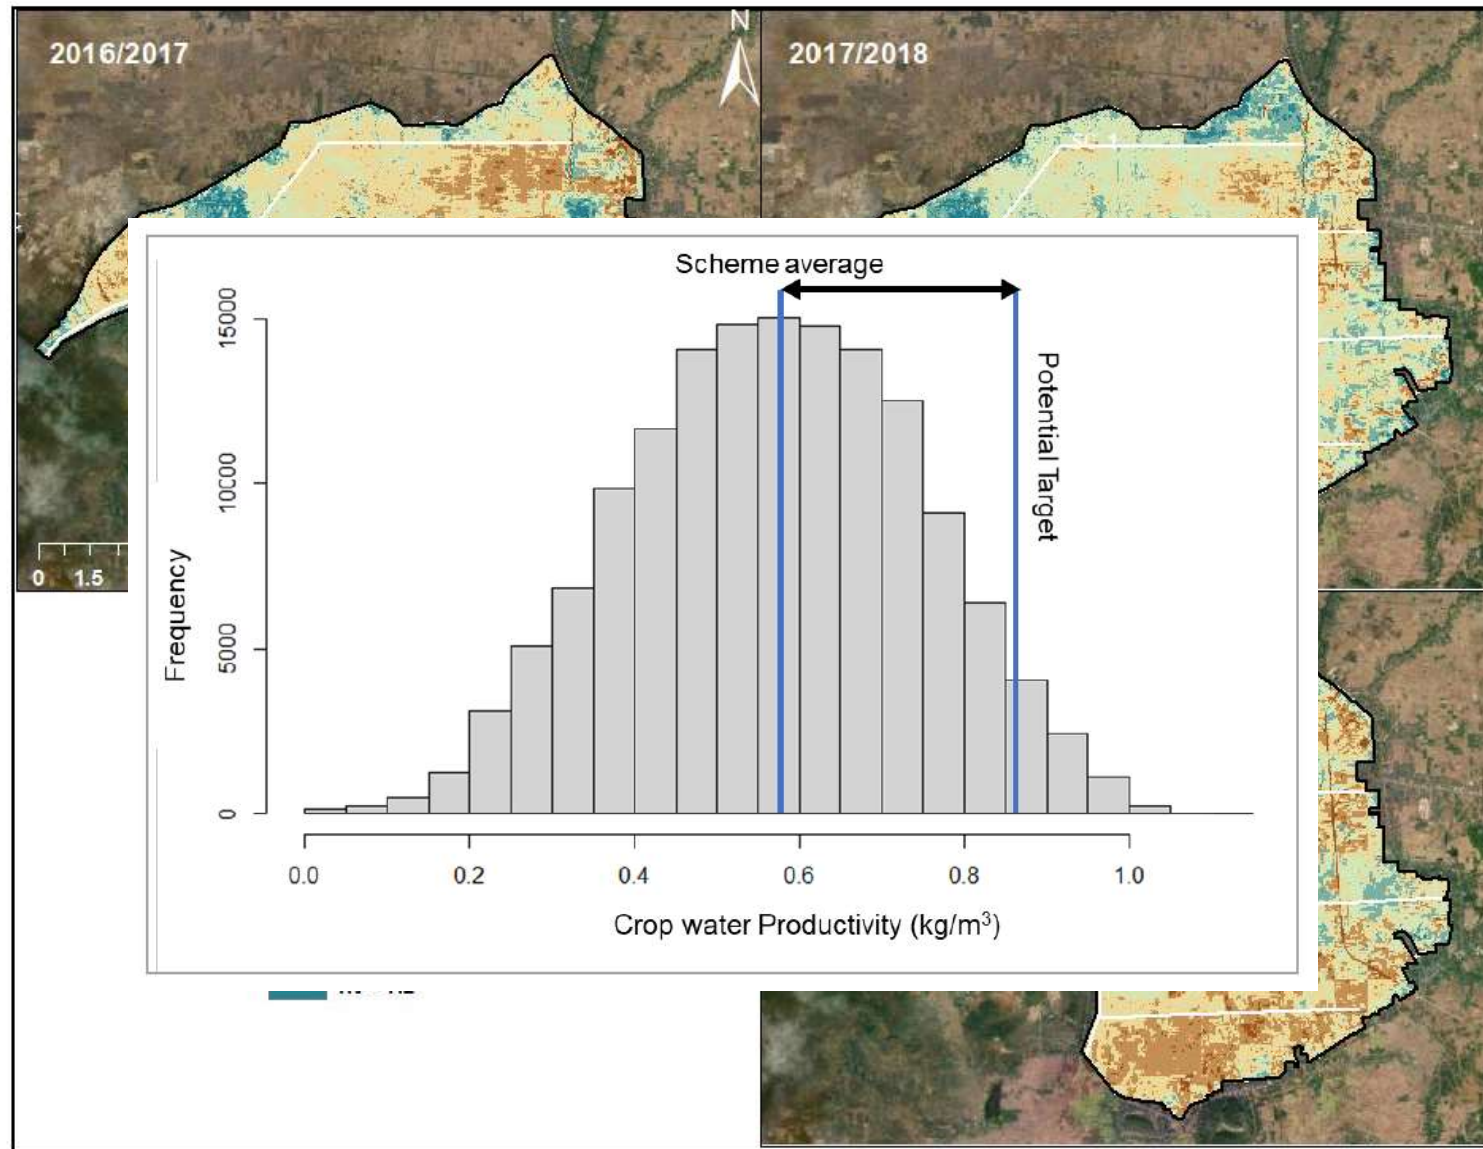 2016/2017
N
2017/2018
0 1.5
Scheme average
Potential Target
Frequency
15000
10000
5000
0
0.0 0.2 0.4 0.6 0.8 1.0
Crop water Productivity (kg/m³)